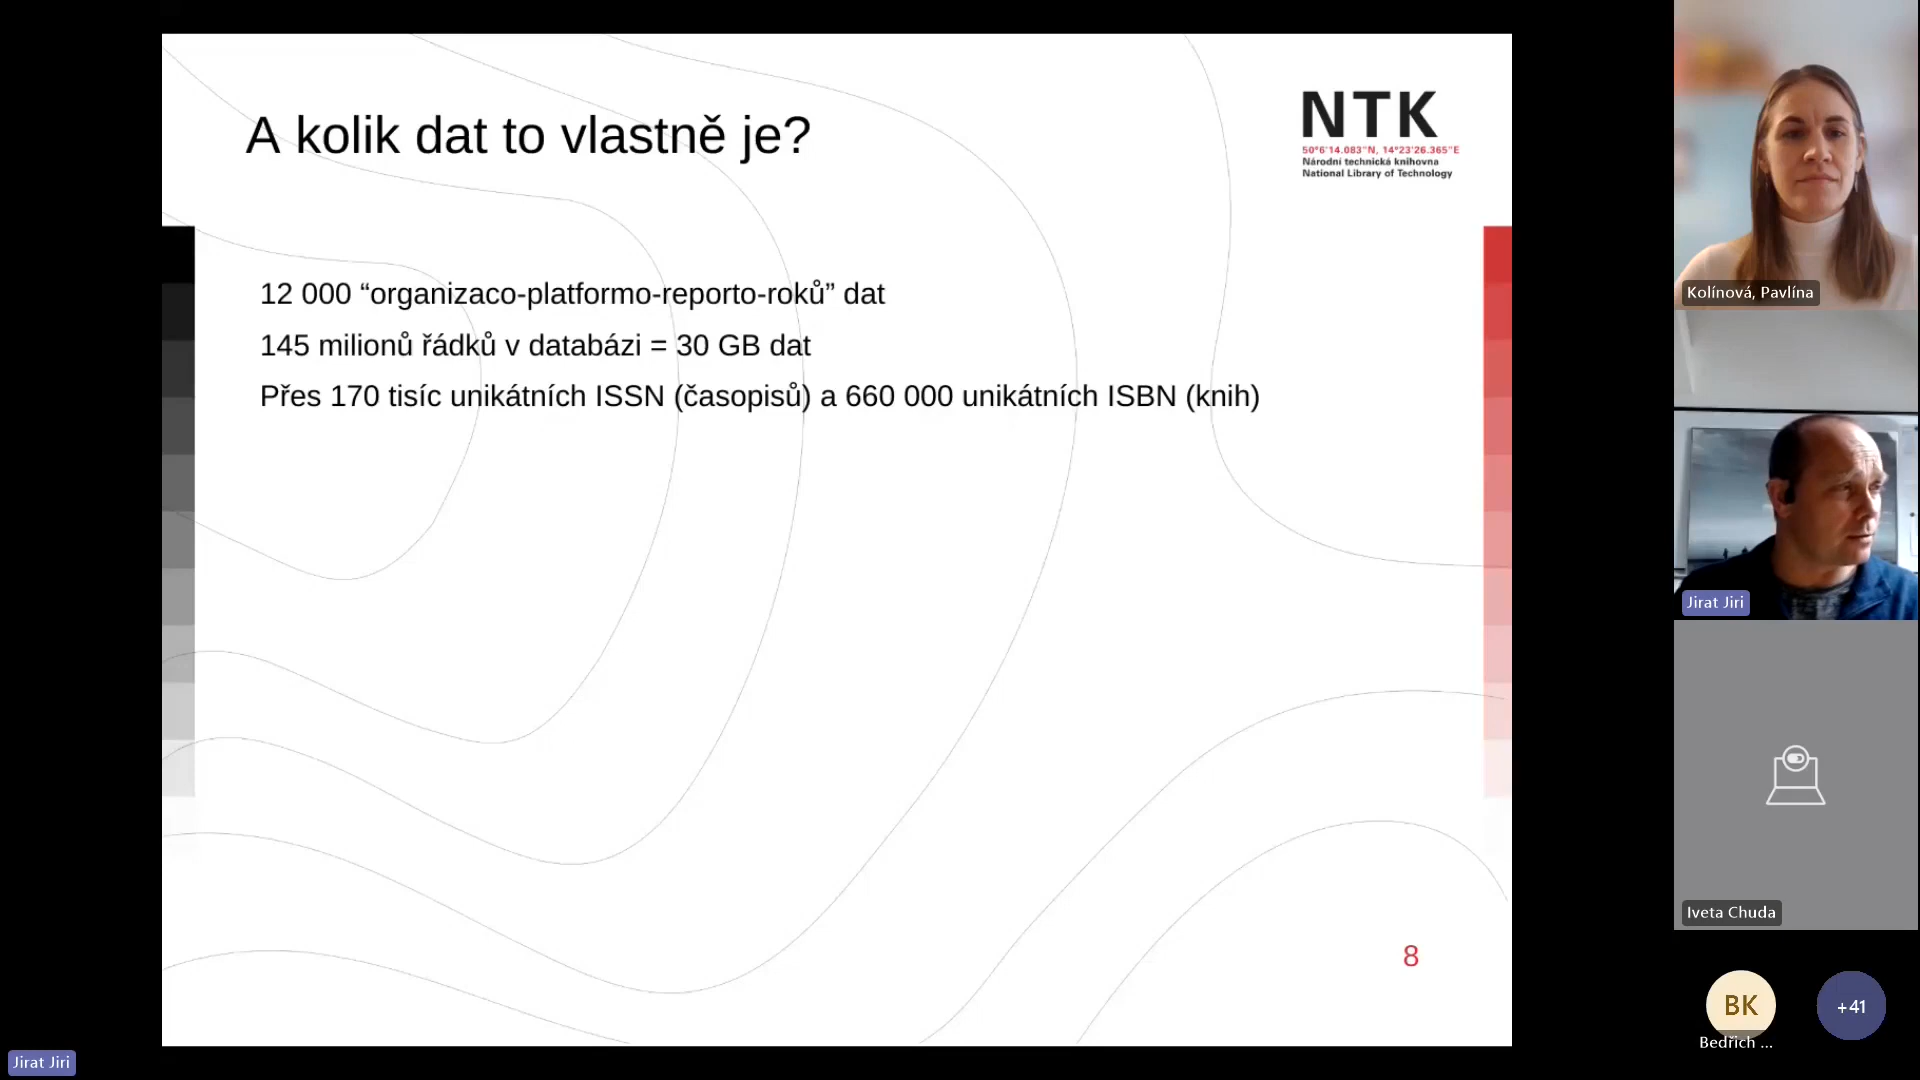 A kolik dat to vlastně je?
NTK
50°6'14.083"N, 14°23'26.365"E
Národní technická knihovna
National Library of Technology
12 000 “organizaco-platformo-reporto-roků” dat
145 milionů řádků v databázi = 30 GB dat
Přes 170 tisíc unikátních ISSN (časopisů) a 660 000 unikátních ISBN (knih)
8
Kolínová, Pavlína
Jirat Jiri
Iveta Chuda
BK
Bedřich ...
+41
Jirat Jiri